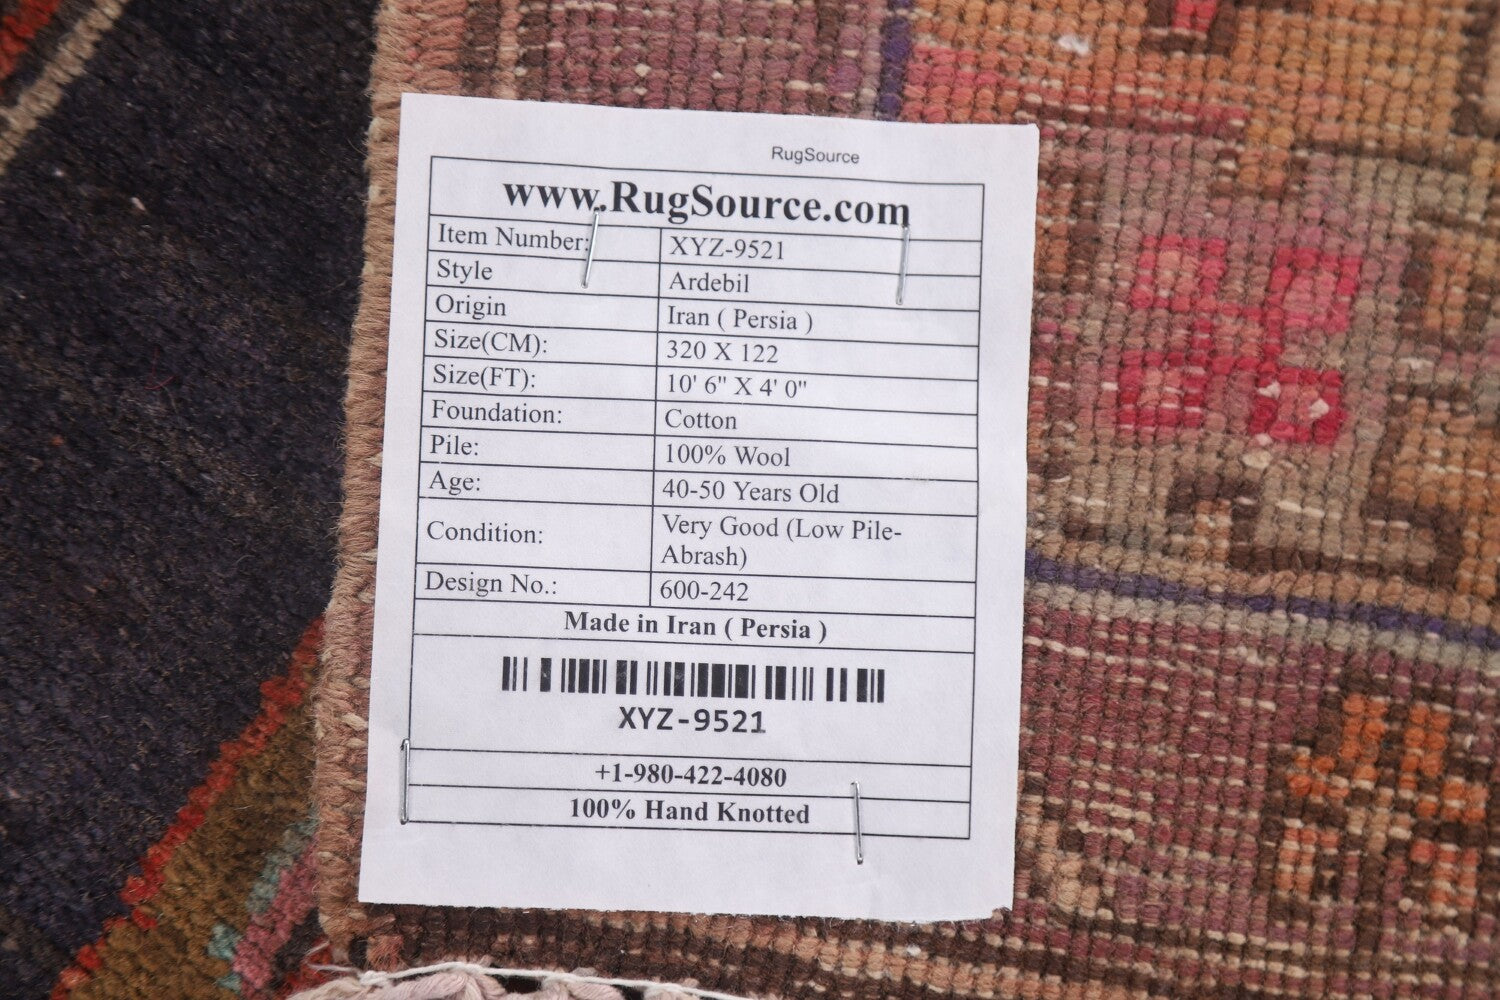 RugSource
www.RugSource.com
Item Number: XYZ-9521
Style Ardebil
Origin Iran ( Persia )
Size(CM): 320 X 122
Size(FT): 10' 6" X 4' 0"
Foundation: Cotton
Pile: 100% Wool
Age: 40-50 Years Old
Condition: Very Good (Low Pile-
Abrash)
Design No.: 600-242
Made in Iran ( Persia )
XYZ-9521
+1-980-422-4080
100% Hand Knotted